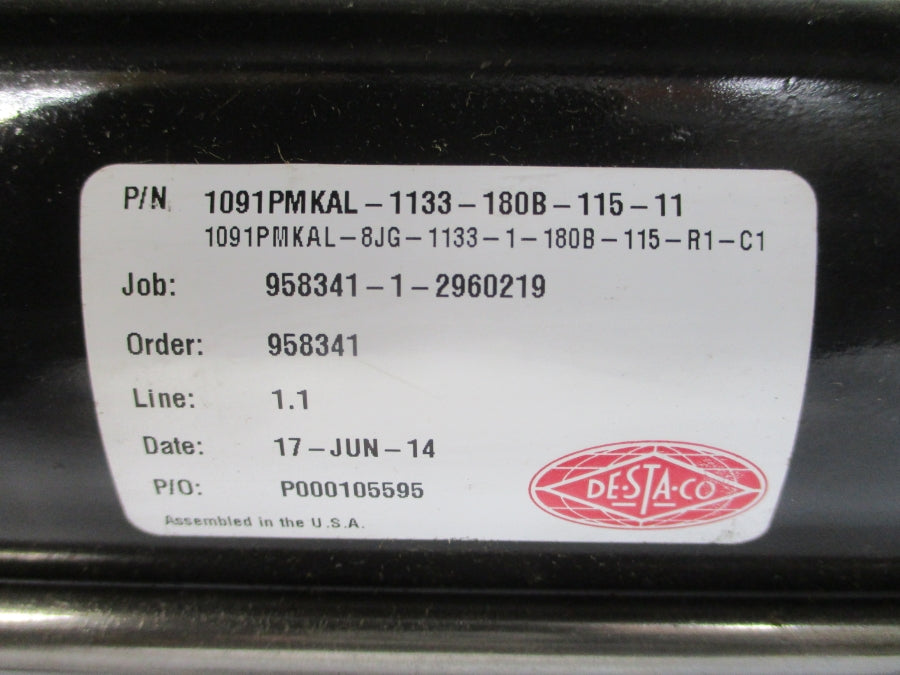 P/N 1091PMKAL-1133-180B-115-11
1091PMKAL-8JG-1133-1-180B-115-R1-C1
Job: 958341-1-2960219
Order: 958341
Line: 1.1
Date: 17-JUN-14
P/O: P000105595
Assembled in the U.S.A.
DE-STA-CO